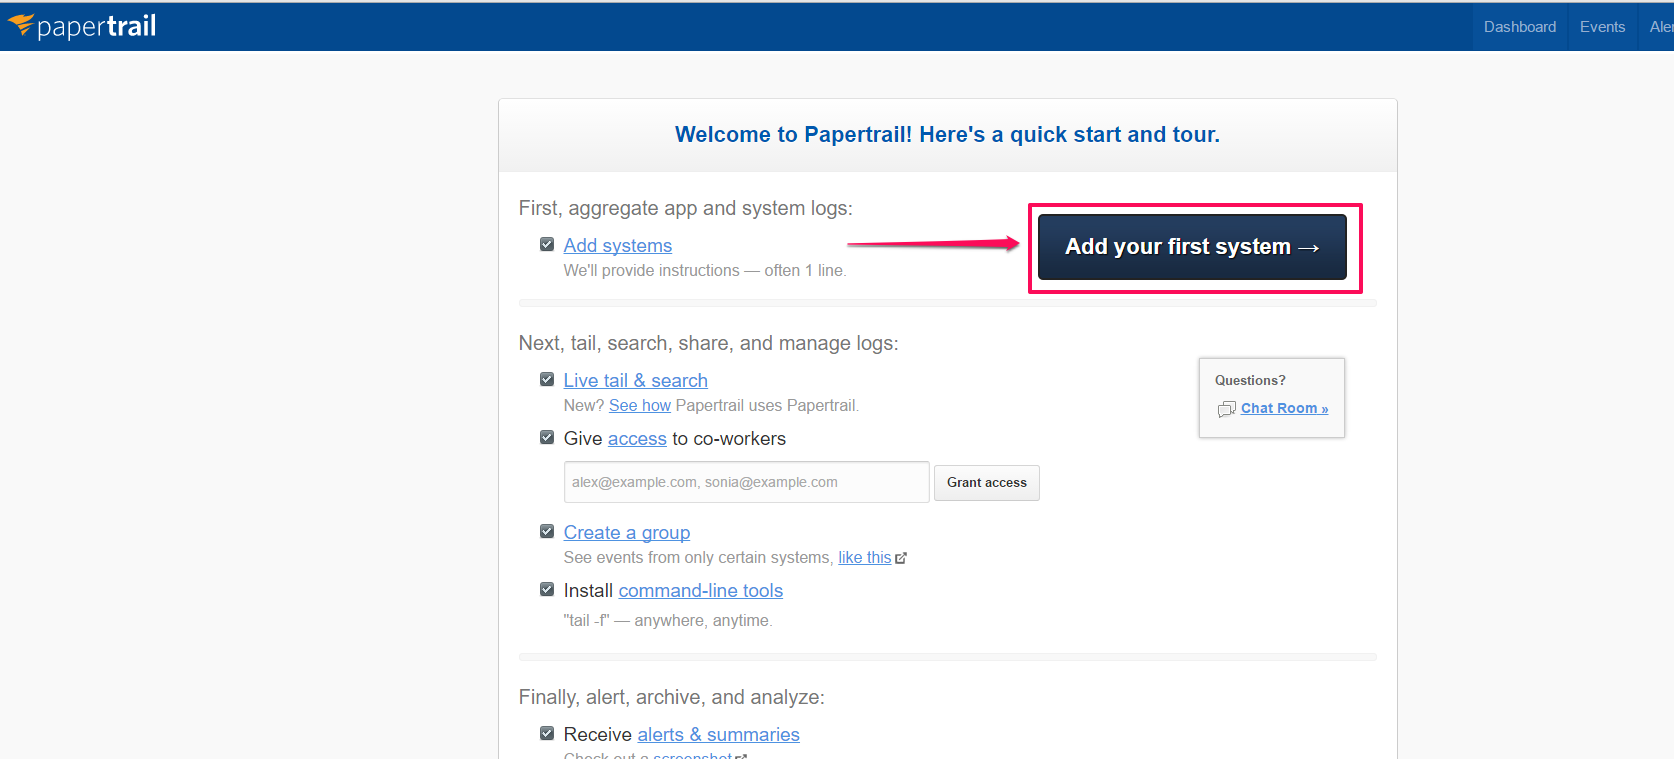 papertrail
Dashboard Events Aler
Welcome to Papertrail! Here's a quick start and tour.
First, aggregate app and system logs:
Add systems
We'll provide instructions — often 1 line.
Add your first system →
Next, tail, search, share, and manage logs:
Live tail & search
New? See how Papertrail uses Papertrail.
Questions?
Chat Room »
Give access to co-workers
alex@example.com, sonia@example.com
Grant access
Create a group
See events from only certain systems, like this
Install command-line tools
"tail -f" — anywhere, anytime.
Finally, alert, archive, and analyze:
Receive alerts & summaries
Check out a screenshot